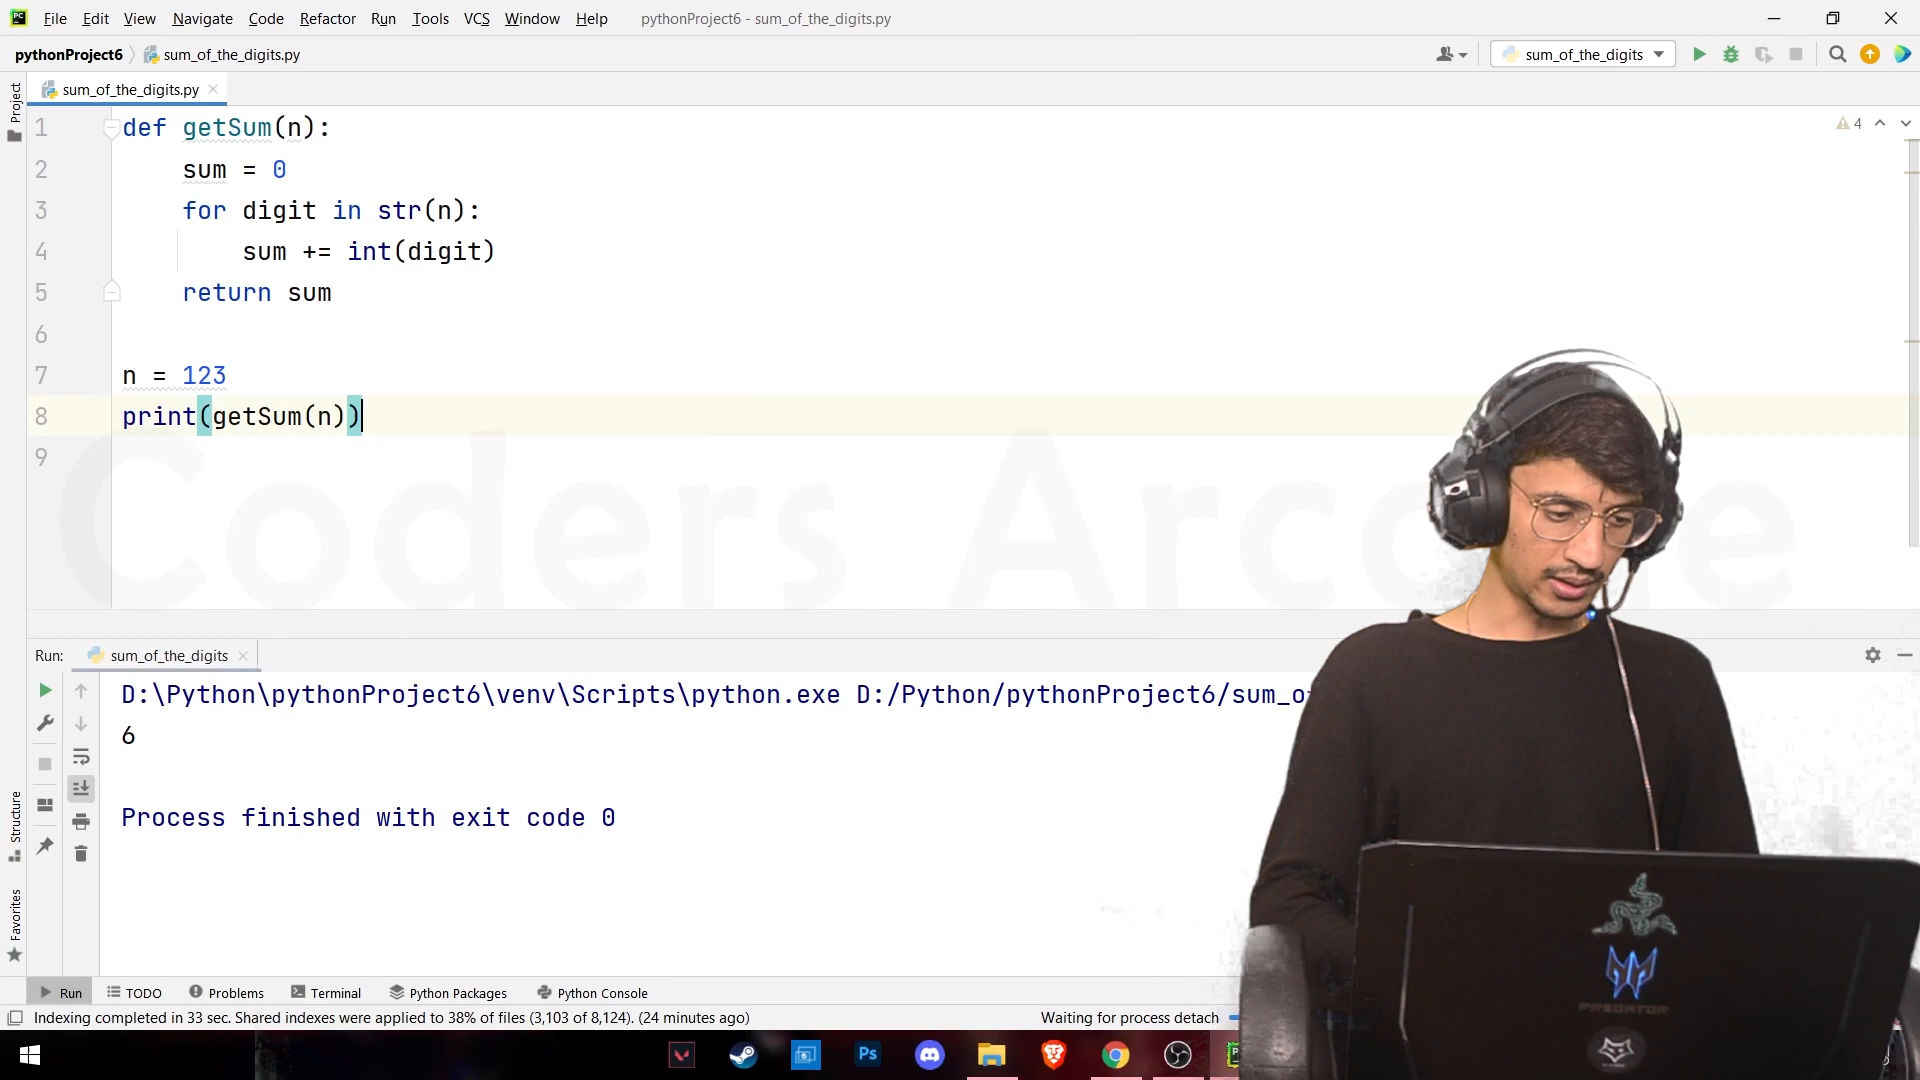 File Edit View Navigate Code Refactor Run Tools VCS Window Help pythonProject6 - sum_of_the_digits.py
pythonProject6 sum_of_the_digits.py sum_of_the_digits
sum_of_the_digits.py
Project
1 def getSum(n):
4
2 sum = 0
3 for digit in str(n):
4 sum += int(digit)
5 return sum
6
7 n = 123
8 print(getSum(n))
9
Coders Arc e
Run: sum_of_the_digits
D:\Python\pythonProject6\venv\Scripts\python.exe D:/Python/pythonProject6/sum_o
6
Process finished with exit code 0
Structure
Favorites
Run TODO Problems Terminal Python Packages Python Console
Indexing completed in 33 sec. Shared indexes were applied to 38% of files (3,103 of 8,124). (24 minutes ago) Waiting for process detach
Ps
PREDATOR